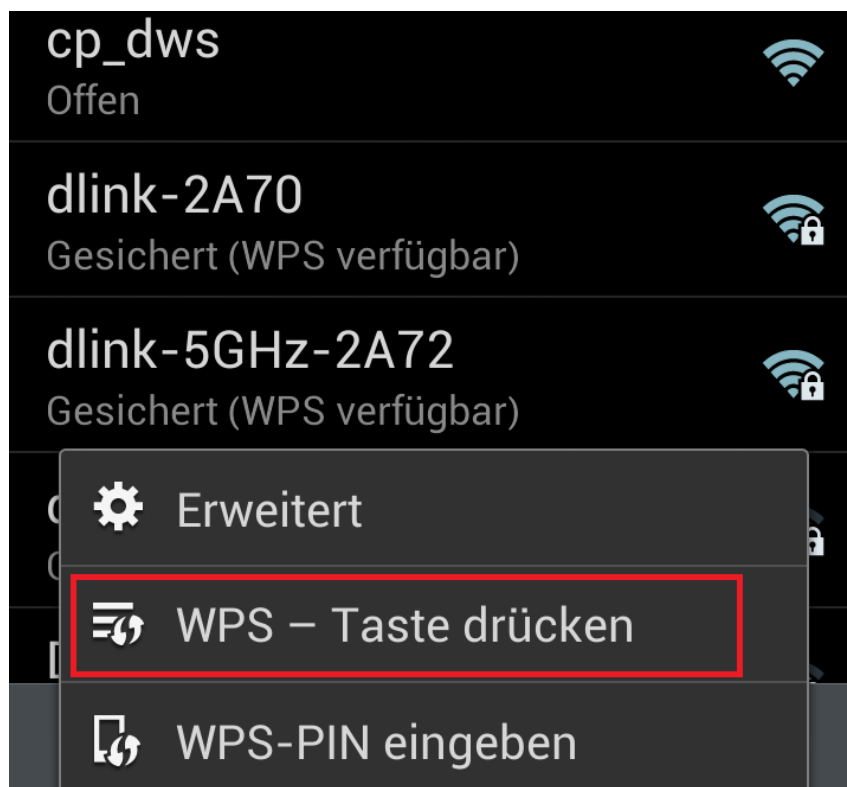 cp_dws
Offen
dlink-2A70
Gesichert (WPS verfügbar)
dlink-5GHz-2A72
Gesichert (WPS verfügbar)
Erweitert
WPS – Taste drücken
WPS-PIN eingeben